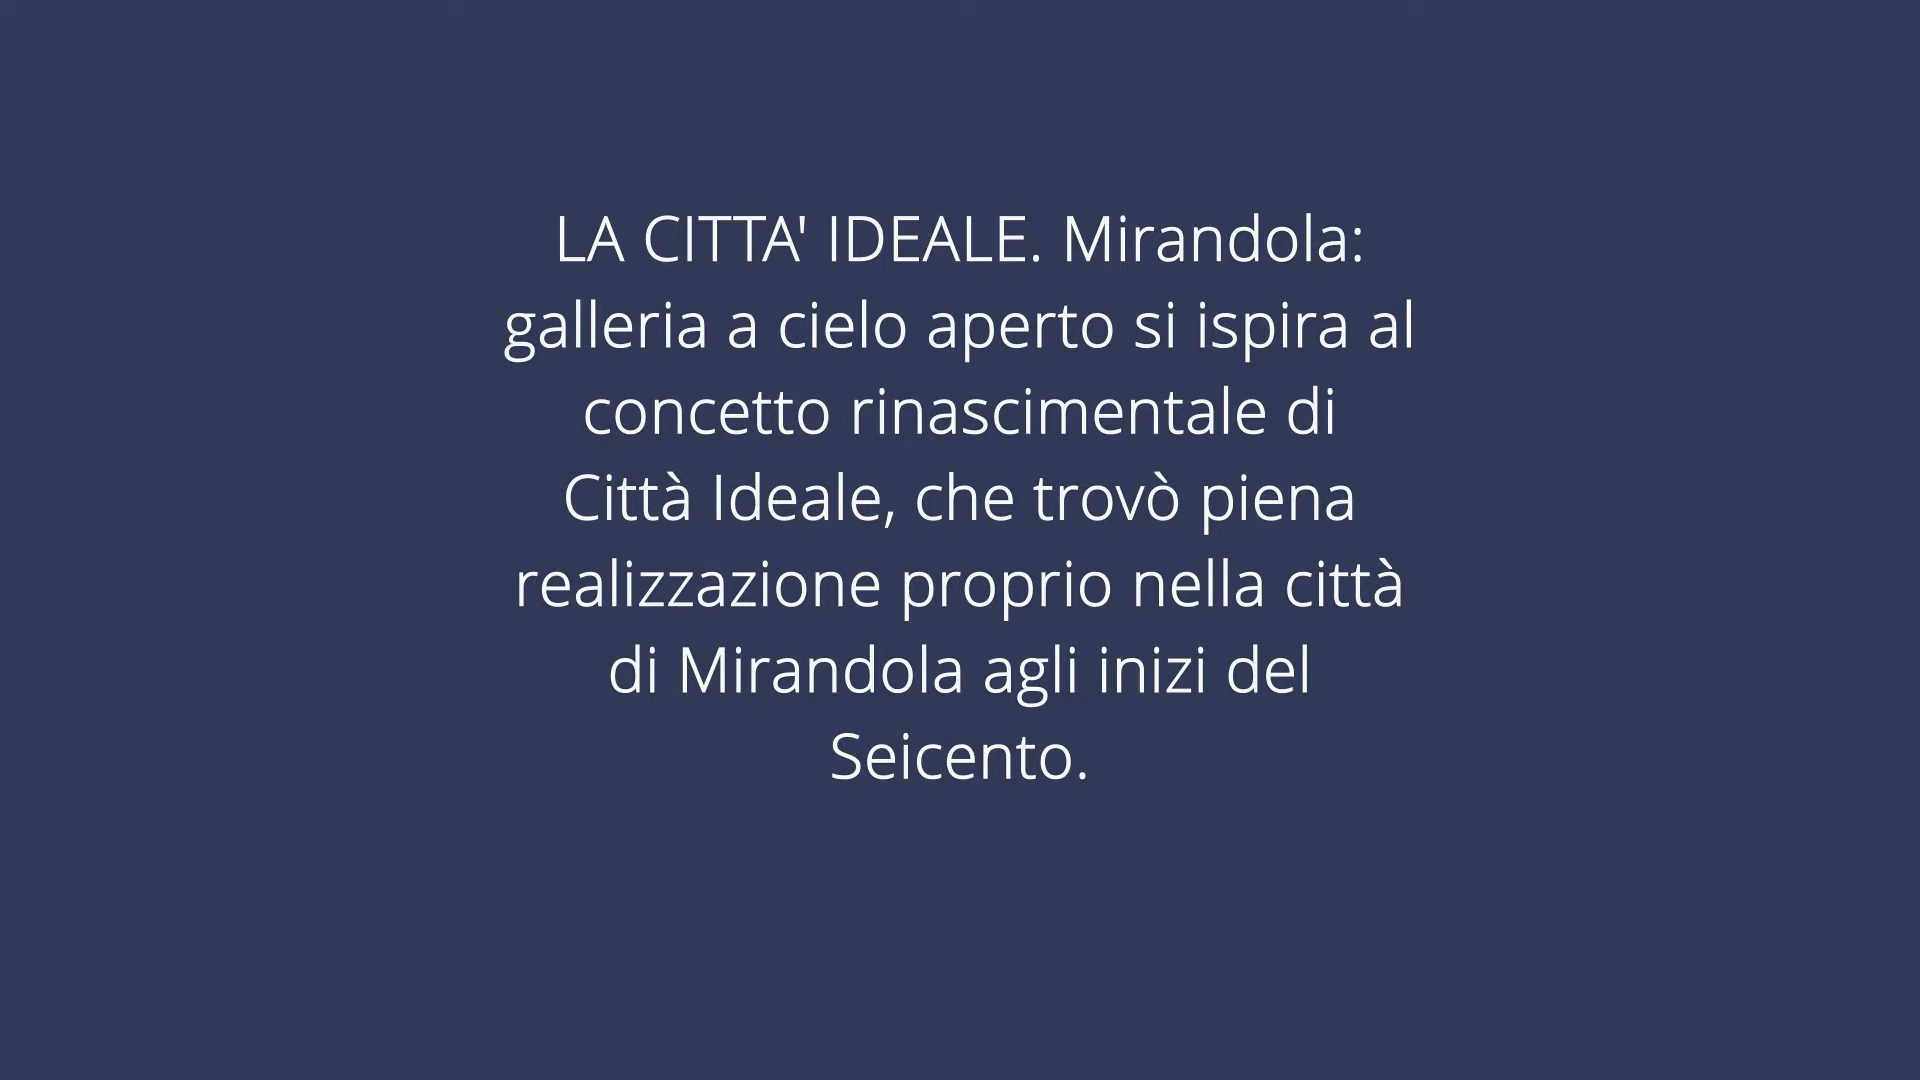 LA CITTA' IDEALE. Mirandola:
galleria a cielo aperto si ispira al
concetto rinascimentale di
Città Ideale, che trovò piena
realizzazione proprio nella città
di Mirandola agli inizi del
Seicento.